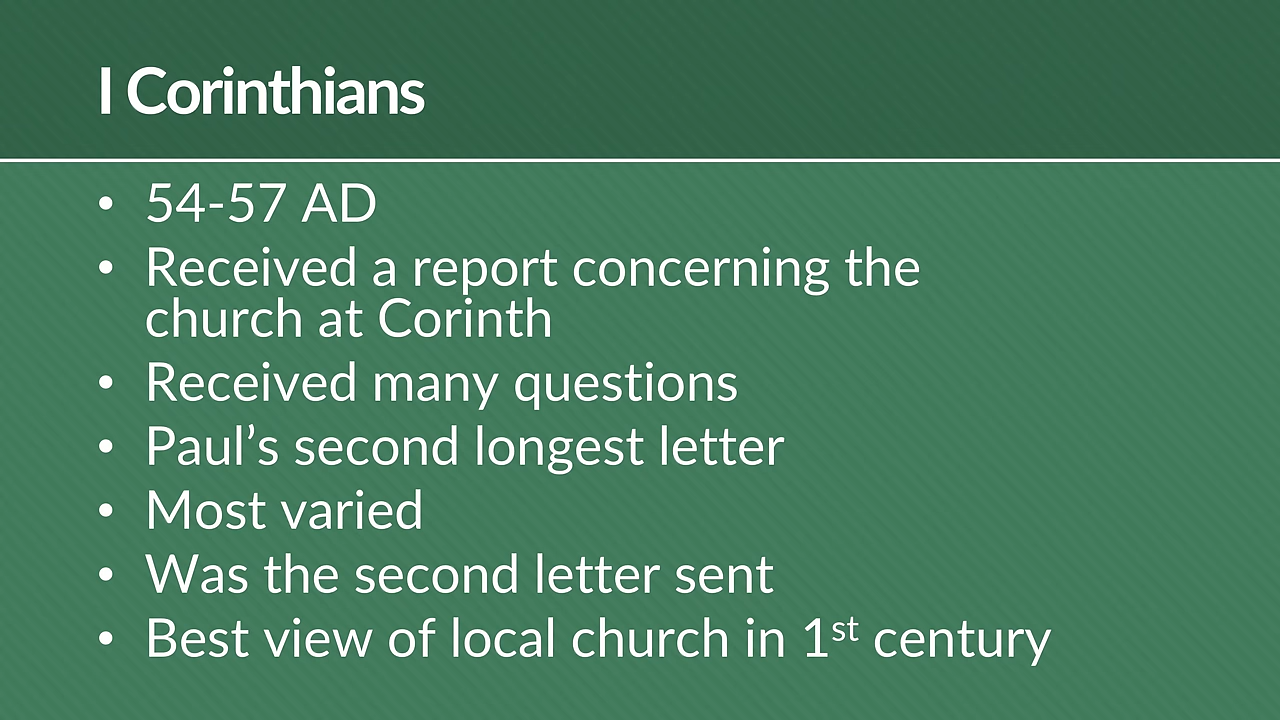 I Corinthians
• 54-57 AD
• Received a report concerning the
church at Corinth
• Received many questions
• Paul’s second longest letter
• Most varied
• Was the second letter sent
• Best view of local church in 1st century